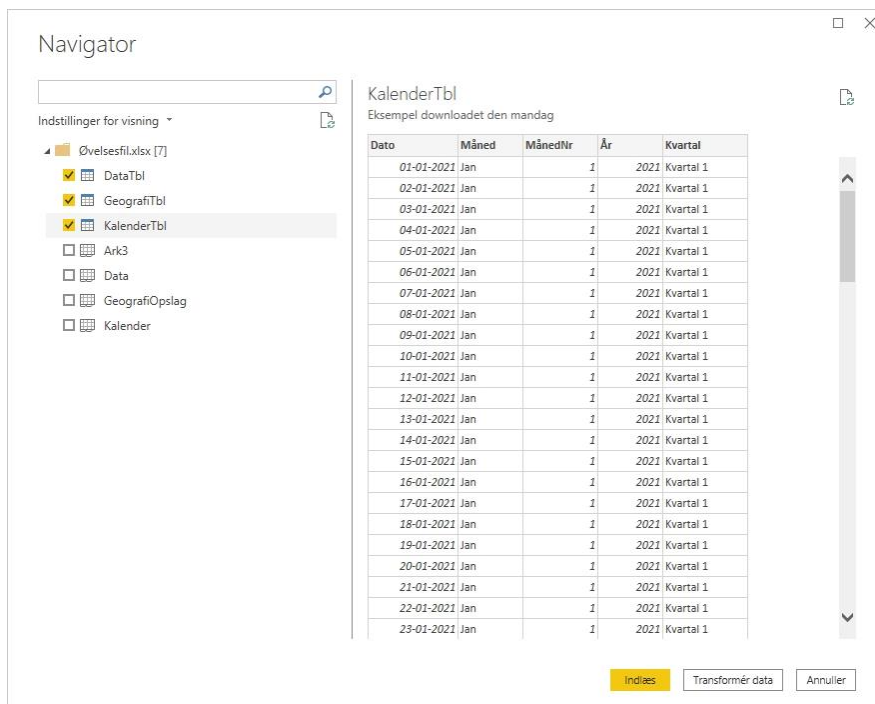 Navigator
Indstillinger for visning
Øvelsesfil.xlsx [7]
DataTbl
GeografiTbl
KalenderTbl
Ark3
Data
GeografiOpslag
Kalender
KalenderTbl
Eksempel downloadet den mandag
Dato Måned MånedNr År Kvartal
01-01-2021 Jan 1 2021 Kvartal 1
02-01-2021 Jan 1 2021 Kvartal 1
03-01-2021 Jan 1 2021 Kvartal 1
04-01-2021 Jan 1 2021 Kvartal 1
05-01-2021 Jan 1 2021 Kvartal 1
06-01-2021 Jan 1 2021 Kvartal 1
07-01-2021 Jan 1 2021 Kvartal 1
08-01-2021 Jan 1 2021 Kvartal 1
09-01-2021 Jan 1 2021 Kvartal 1
10-01-2021 Jan 1 2021 Kvartal 1
11-01-2021 Jan 1 2021 Kvartal 1
12-01-2021 Jan 1 2021 Kvartal 1
13-01-2021 Jan 1 2021 Kvartal 1
14-01-2021 Jan 1 2021 Kvartal 1
15-01-2021 Jan 1 2021 Kvartal 1
16-01-2021 Jan 1 2021 Kvartal 1
17-01-2021 Jan 1 2021 Kvartal 1
18-01-2021 Jan 1 2021 Kvartal 1
19-01-2021 Jan 1 2021 Kvartal 1
20-01-2021 Jan 1 2021 Kvartal 1
21-01-2021 Jan 1 2021 Kvartal 1
22-01-2021 Jan 1 2021 Kvartal 1
23-01-2021 Jan 1 2021 Kvartal 1
Indlæs Transformér data Annuller